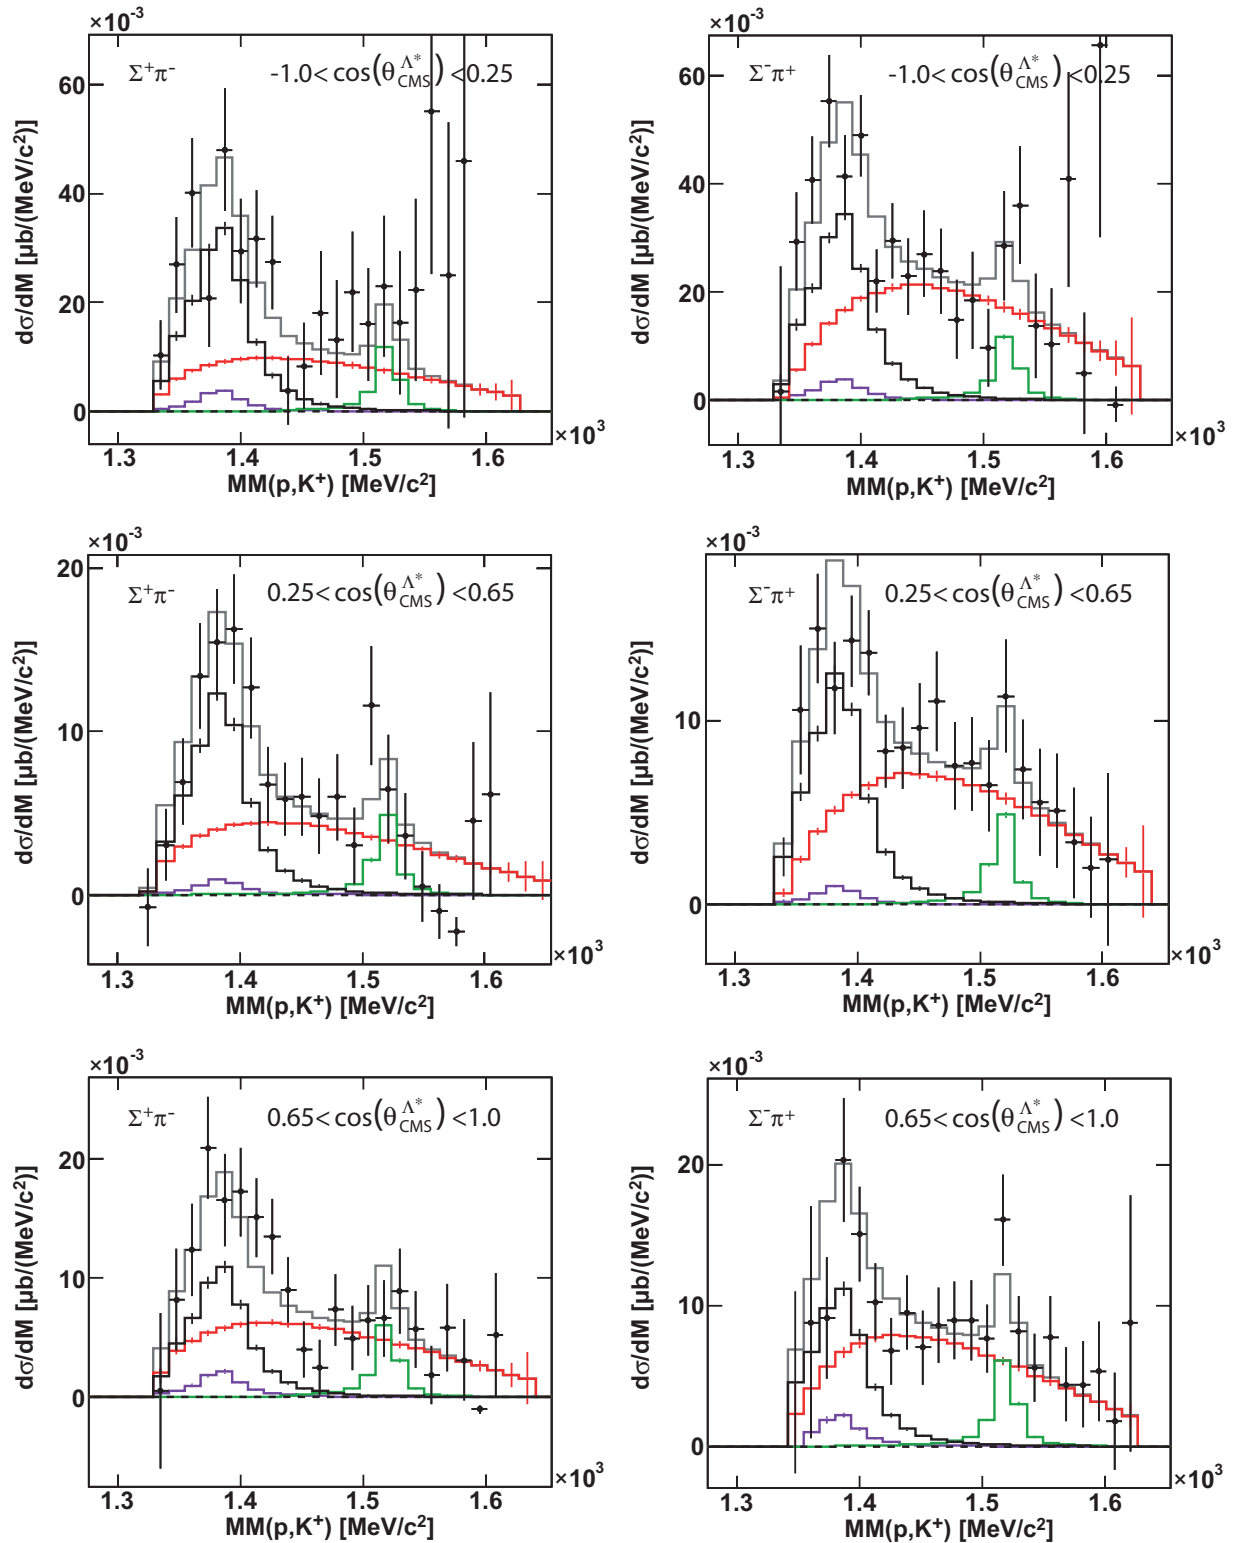 ×10⁻³
Σ⁺π⁻ -1.0< cos(θ_CMS^Λ*) <0.25
dσ/dM [μb/(MeV/c²)]
60
40
20
0
1.3 1.4 1.5 1.6 ×10³
MM(p,K⁺) [MeV/c²]
×10⁻³
Σ⁻π⁺ -1.0< cos(θ_CMS^Λ*) <0.25
dσ/dM [μb/(MeV/c²)]
60
40
20
0
1.3 1.4 1.5 1.6 ×10³
MM(p,K⁺) [MeV/c²]
×10⁻³
Σ⁺π⁻ 0.25< cos(θ_CMS^Λ*) <0.65
dσ/dM [μb/(MeV/c²)]
20
10
0
1.3 1.4 1.5 1.6 ×10³
MM(p,K⁺) [MeV/c²]
×10⁻³
Σ⁻π⁺ 0.25< cos(θ_CMS^Λ*) <0.65
dσ/dM [μb/(MeV/c²)]
10
0
1.3 1.4 1.5 1.6 ×10³
MM(p,K⁺) [MeV/c²]
×10⁻³
Σ⁺π⁻ 0.65< cos(θ_CMS^Λ*) <1.0
dσ/dM [μb/(MeV/c²)]
20
10
0
1.3 1.4 1.5 1.6 ×10³
MM(p,K⁺) [MeV/c²]
×10⁻³
Σ⁻π⁺ 0.65< cos(θ_CMS^Λ*) <1.0
dσ/dM [μb/(MeV/c²)]
20
10
0
1.3 1.4 1.5 1.6 ×10³
MM(p,K⁺) [MeV/c²]